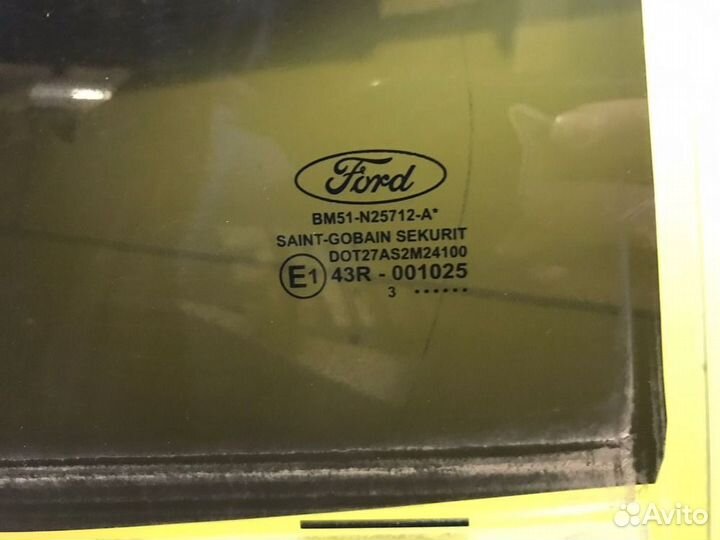 Ford
BM51-N25712-A*
SAINT-GOBAIN SEKURIT
DOT27AS2M24100
E1 43R - 001025
3 ••••••
Avito